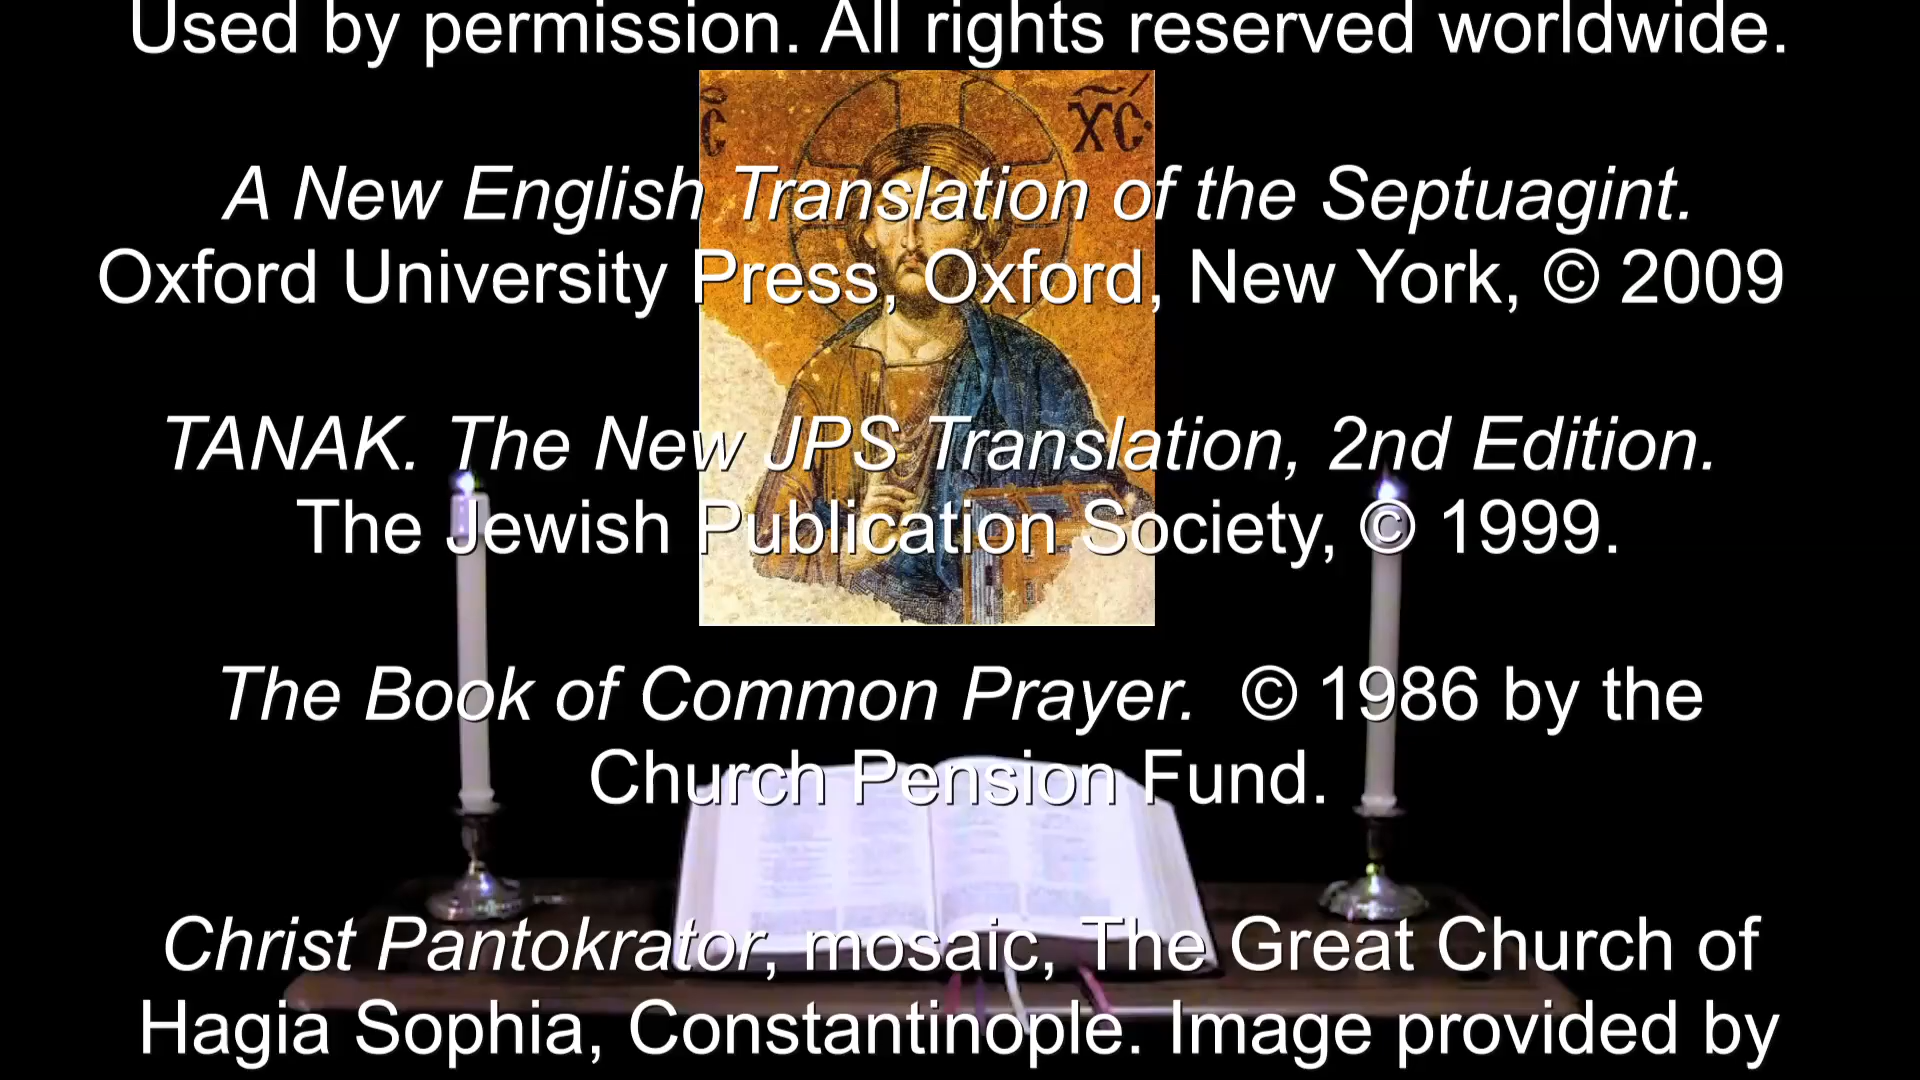 Used by permission. All rights reserved worldwide.
ΧC
A New English Translation of the Septuagint.
Oxford University Press, Oxford, New York, © 2009
TANAK. The New JPS Translation, 2nd Edition.
The Jewish Publication Society, © 1999.
The Book of Common Prayer. © 1986 by the
Church Pension Fund.
Christ Pantokrator, mosaic, The Great Church of
Hagia Sophia, Constantinople. Image provided by